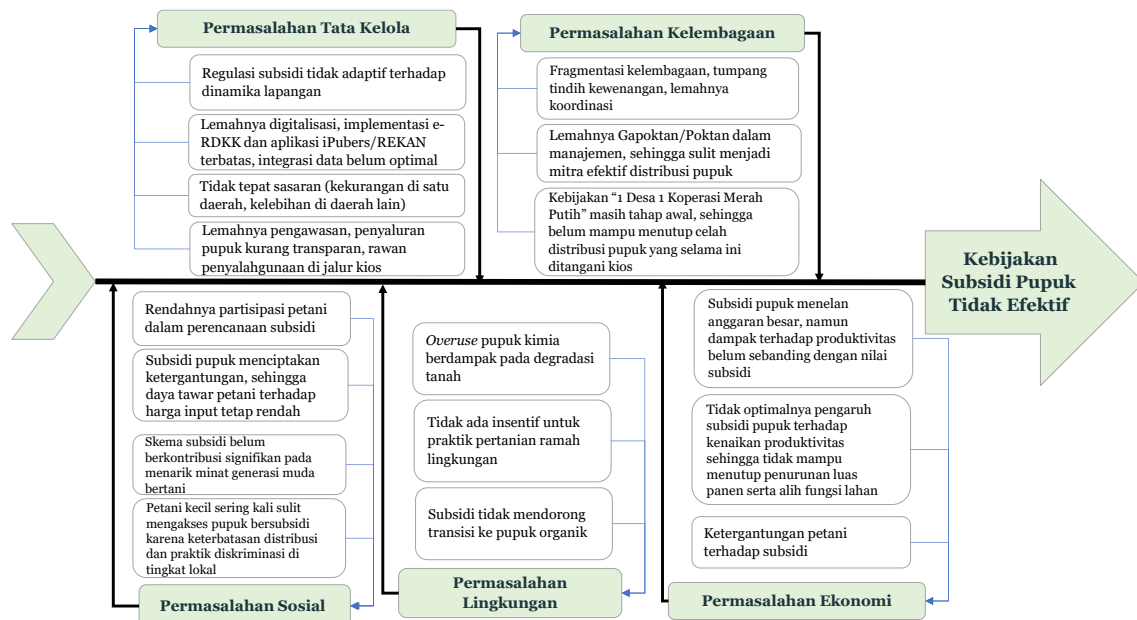 Permasalahan Tata Kelola
Regulasi subsidi tidak adaptif terhadap
dinamika lapangan
Lemahnya digitalisasi, implementasi e-
RDKK dan aplikasi iPubers/REKAN
terbatas, integrasi data belum optimal
Tidak tepat sasaran (kekurangan di satu
daerah, kelebihan di daerah lain)
Lemahnya pengawasan, penyaluran
pupuk kurang transparan, rawan
penyalahgunaan di jalur kios
Permasalahan Kelembagaan
Fragmentasi kelembagaan, tumpang
tindih kewenangan, lemahnya
koordinasi
Lemahnya Gapoktan/Poktan dalam
manajemen, sehingga sulit menjadi
mitra efektif distribusi pupuk
Kebijakan “1 Desa 1 Koperasi Merah
Putih” masih tahap awal, sehingga
belum mampu menutup celah
distribusi pupuk yang selama ini
ditangani kios
Kebijakan
Subsidi Pupuk
Tidak Efektif
Rendahnya partisipasi petani
dalam perencanaan subsidi
Subsidi pupuk menciptakan
ketergantungan, sehingga
daya tawar petani terhadap
harga input tetap rendah
Skema subsidi belum
berkontribusi signifikan pada
menarik minat generasi muda
bertani
Petani kecil sering kali sulit
mengakses pupuk bersubsidi
karena keterbatasan distribusi
dan praktik diskriminasi di
tingkat lokal
Permasalahan Sosial
Overuse pupuk kimia
berdampak pada degradasi
tanah
Tidak ada insentif untuk
praktik pertanian ramah
lingkungan
Subsidi tidak mendorong
transisi ke pupuk organik
Permasalahan
Lingkungan
Subsidi pupuk menelan
anggaran besar, namun
dampak terhadap produktivitas
belum sebanding dengan nilai
subsidi
Tidak optimalnya pengaruh
subsidi pupuk terhadap
kenaikan produktivitas
sehingga tidak mampu
menutup penurunan luas
panen serta alih fungsi lahan
Ketergantungan petani
terhadap subsidi
Permasalahan Ekonomi